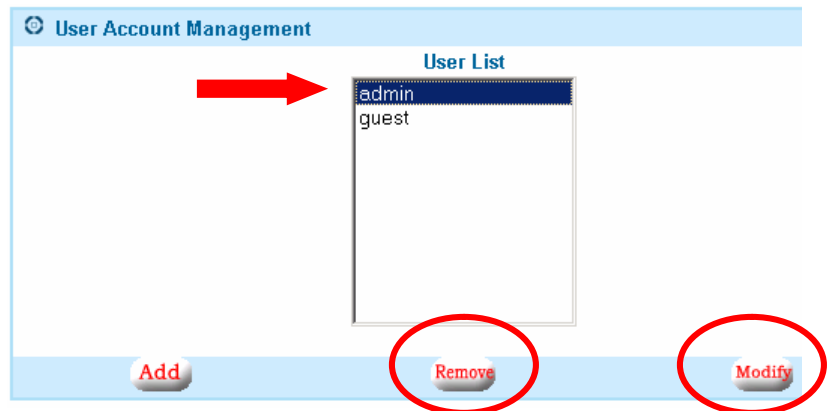 User Account Management
User List
admin
guest
Add Remove Modify